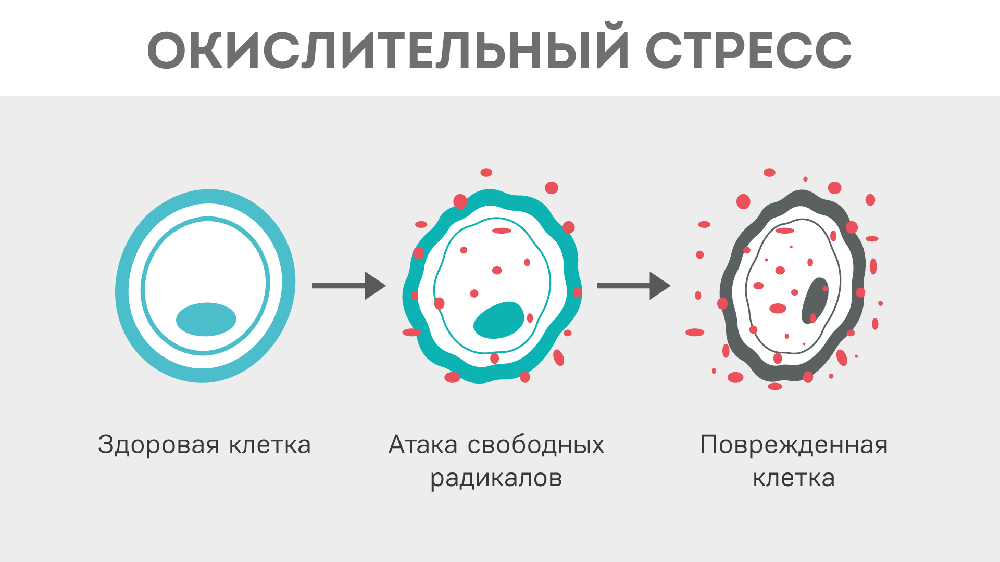 ОКИСЛИТЕЛЬНЫЙ СТРЕСС
Здоровая клетка
Атака свободных
радикалов
Поврежденная
клетка